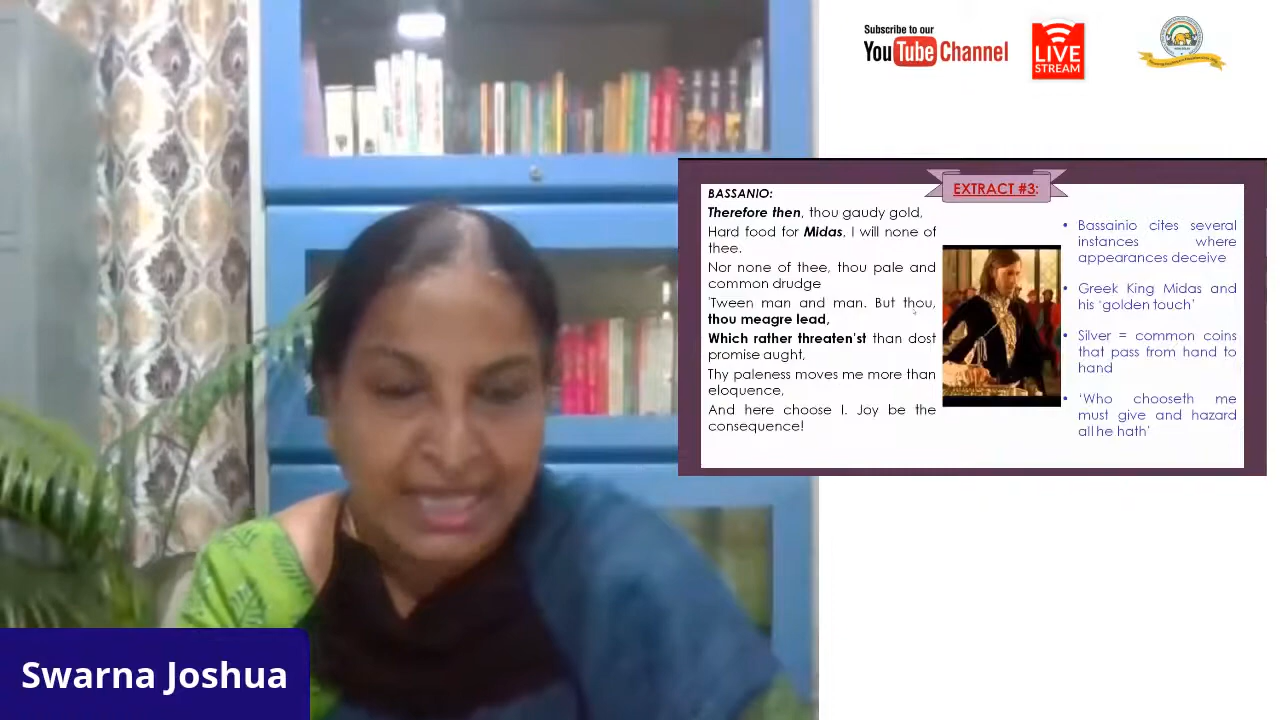 Subscribe to our
YouTube Channel
LIVE
STREAM
EXTRACT #3:
BASSANIO:
Therefore then, thou gaudy gold,
Hard food for Midas, I will none of
thee.
Nor none of thee, thou pale and
common drudge
'Tween man and man. But thou,
thou meagre lead,
Which rather threaten'st than dost
promise aught,
Thy paleness moves me more than
eloquence,
And here choose I. Joy be the
consequence!
• Bassainio cites several
instances where
appearances deceive
• Greek King Midas and
his 'golden touch'
• Silver = common coins
that pass from hand to
hand
• 'Who chooseth me
must give and hazard
all he hath'
Swarna Joshua